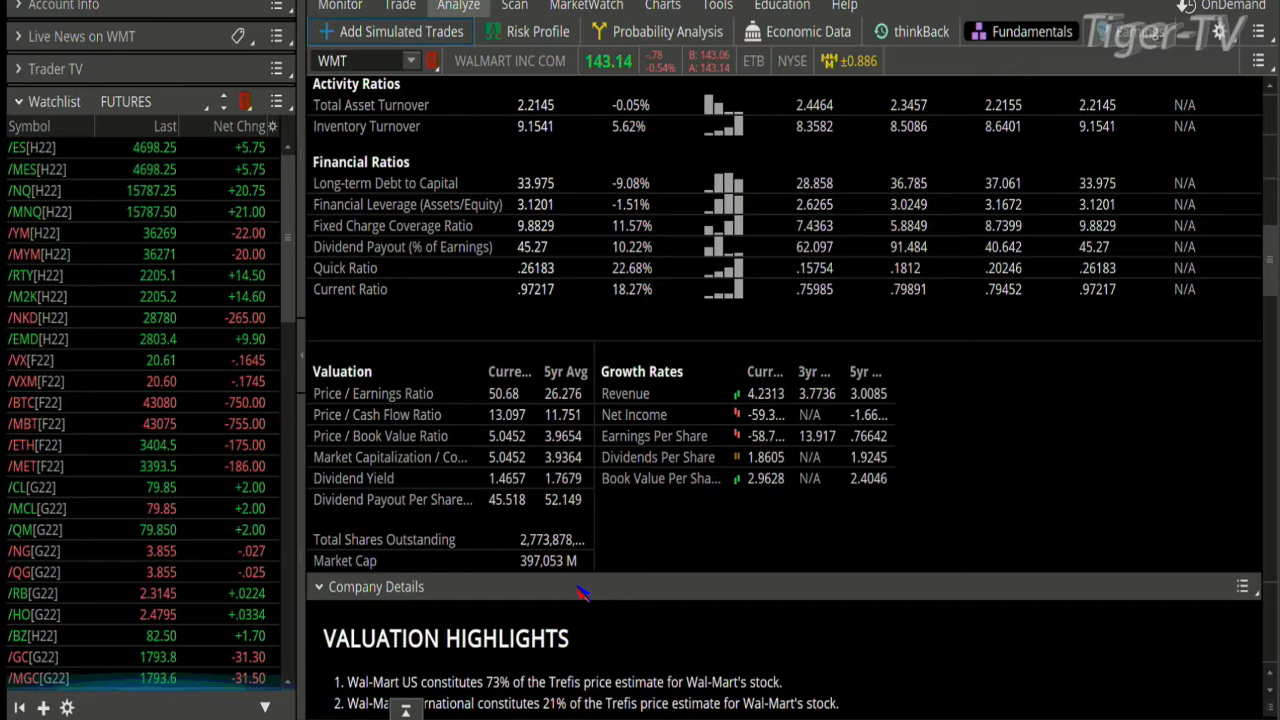 Account Info
Monitor Trade Analyze Scan MarketWatch Charts Tools Education Help
OnDemand
Live News on WMT
Add Simulated Trades Risk Profile Probability Analysis Economic Data thinkBack Fundamentals
Tiger-TV
Trader TV
WMT WALMART INC COM 143.14 -.78 -0.54% B: 143.06 A: 143.14 ETB NYSE ±0.886
Watchlist FUTURES
Symbol Last Net Chng
/ES[H22] 4698.25 +5.75
/MES[H22] 4698.25 +5.75
/NQ[H22] 15787.25 +20.75
/MNQ[H22] 15787.50 +21.00
/YM[H22] 36269 -22.00
/MYM[H22] 36271 -20.00
/RTY[H22] 2205.1 +14.50
/M2K[H22] 2205.2 +14.60
/NKD[H22] 28780 -265.00
/EMD[H22] 2803.4 +9.90
/VX[F22] 20.61 -.1645
/VXM[F22] 20.60 -.1745
/BTC[F22] 43080 -750.00
/MBT[F22] 43075 -755.00
/ETH[F22] 3404.5 -175.00
/MET[F22] 3393.5 -186.00
/CL[G22] 79.85 +2.00
/MCL[G22] 79.85 +2.00
/QM[G22] 79.850 +2.00
/NG[G22] 3.855 -.027
/QG[G22] 3.855 -.025
/RB[G22] 2.3145 +.0224
/HO[G22] 2.4795 +.0334
/BZ[H22] 82.50 +1.70
/GC[G22] 1793.8 -31.30
/MGC[G22] 1793.6 -31.50
Activity Ratios
Total Asset Turnover 2.2145 -0.05% 2.4464 2.3457 2.2155 2.2145 N/A
Inventory Turnover 9.1541 5.62% 8.3582 8.5086 8.6401 9.1541 N/A
Financial Ratios
Long-term Debt to Capital 33.975 -9.08% 28.858 36.785 37.061 33.975 N/A
Financial Leverage (Assets/Equity) 3.1201 -1.51% 2.6265 3.0249 3.1672 3.1201 N/A
Fixed Charge Coverage Ratio 9.8829 11.57% 7.4363 5.8849 8.7399 9.8829 N/A
Dividend Payout (% of Earnings) 45.27 10.22% 62.097 91.484 40.642 45.27 N/A
Quick Ratio .26183 22.68% .15754 .1812 .20246 .26183 N/A
Current Ratio .97217 18.27% .75985 .79891 .79452 .97217 N/A
Valuation Curre... 5yr Avg
Price / Earnings Ratio 50.68 26.276
Price / Cash Flow Ratio 13.097 11.751
Price / Book Value Ratio 5.0452 3.9654
Market Capitalization / Co... 5.0452 3.9364
Dividend Yield 1.4657 1.7679
Dividend Payout Per Share... 45.518 52.149
Total Shares Outstanding 2,773,878,...
Market Cap 397,053 M
Growth Rates Curr... 3yr ... 5yr ...
Revenue 4.2313 3.7736 3.0085
Net Income -59.3... N/A -1.66...
Earnings Per Share -58.7... 13.917 .76642
Dividends Per Share 1.8605 N/A 1.9245
Book Value Per Sha... 2.9628 N/A 2.4046
Company Details
VALUATION HIGHLIGHTS
1. Wal-Mart US constitutes 73% of the Trefis price estimate for Wal-Mart's stock.
2. Wal-Ma rnational constitutes 21% of the Trefis price estimate for Wal-Mart's stock.